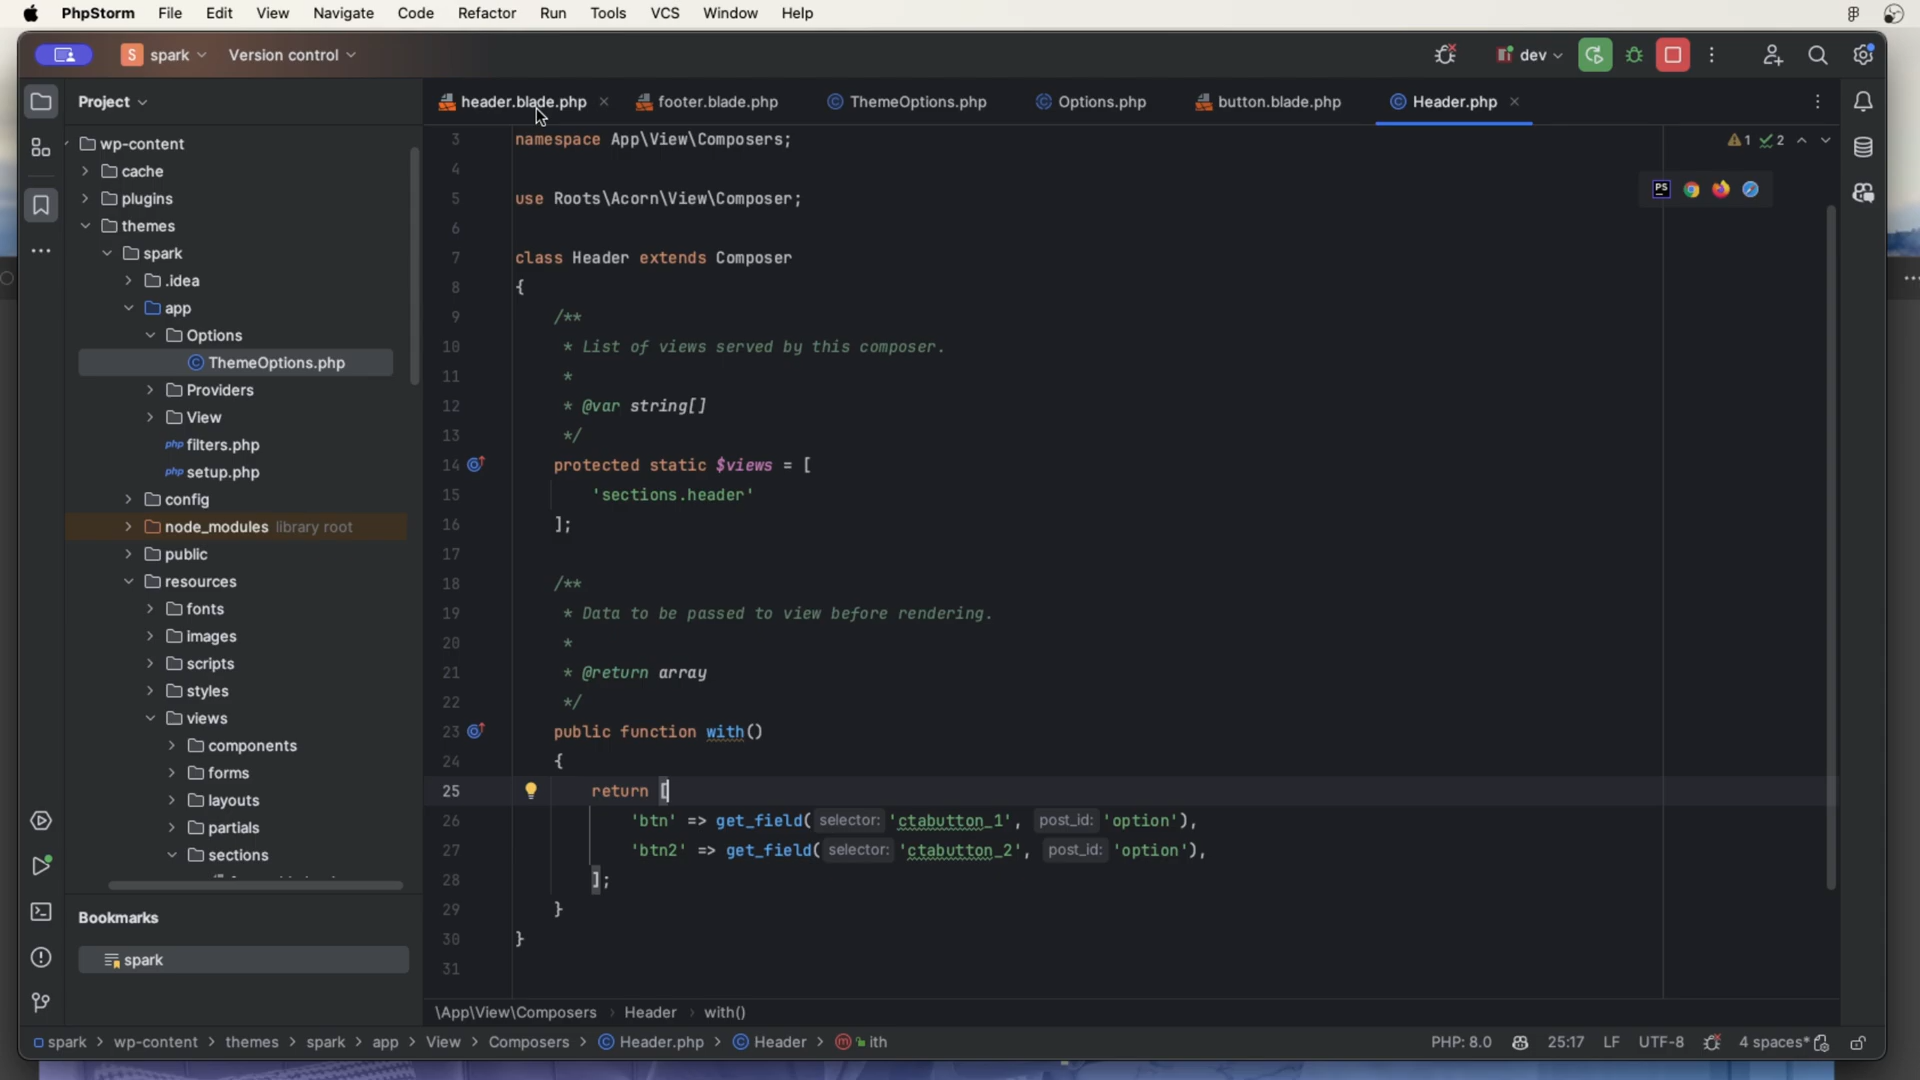 PhpStorm File Edit View Navigate Code Refactor Run Tools VCS Window Help
S spark Version control dev
Project
header.blade.php footer.blade.php ThemeOptions.php Options.php button.blade.php Header.php
wp-content
cache
plugins
themes
spark
.idea
app
Options
ThemeOptions.php
Providers
View
php filters.php
php setup.php
config
node_modules library root
public
resources
fonts
images
scripts
styles
views
components
forms
layouts
partials
sections
Bookmarks
spark
3 namespace App\View\Composers;
1 2
4
PS
5 use Roots\Acorn\View\Composer;
6
7 class Header extends Composer
8 {
9 /**
10 * List of views served by this composer.
11 *
12 * @var string[]
13 */
14 protected static $views = [
15 'sections.header'
16 ];
17
18 /**
19 * Data to be passed to view before rendering.
20 *
21 * @return array
22 */
23 public function with()
24 {
25 return [
26 'btn' => get_field( selector: 'ctabutton_1', post_id: 'option'),
27 'btn2' => get_field( selector: 'ctabutton_2', post_id: 'option'),
28 ];
29 }
30 }
31
\App\View\Composers › Header › with()
spark › wp-content › themes › spark › app › View › Composers › Header.php › Header › m ith
PHP: 8.0 25:17 LF UTF-8 4 spaces*